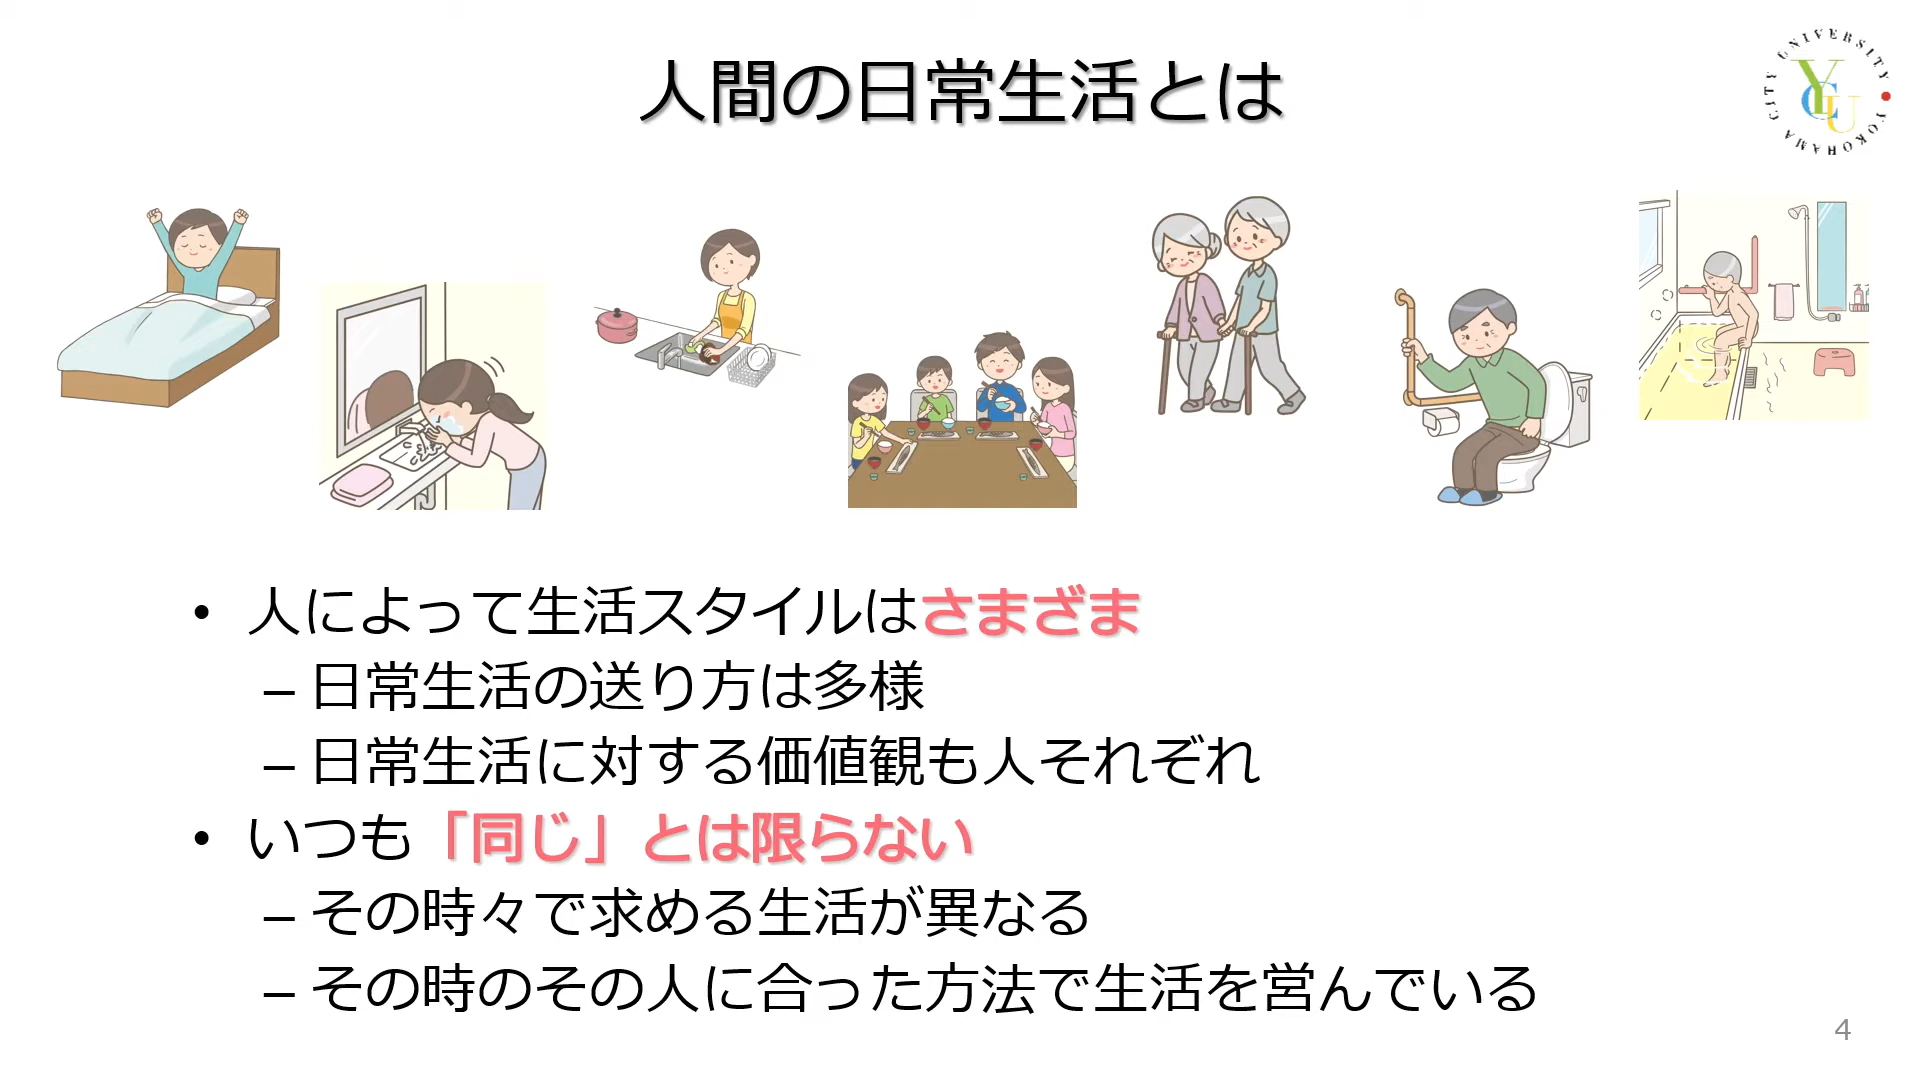 人間の日常生活とは
YOKOHAMA CITY UNIVERSITY
YCU
• 人によって生活スタイルはさまざま
– 日常生活の送り方は多様
– 日常生活に対する価値観も人それぞれ
• いつも「同じ」とは限らない
– その時々で求める生活が異なる
– その時のその人に合った方法で生活を営んでいる
4